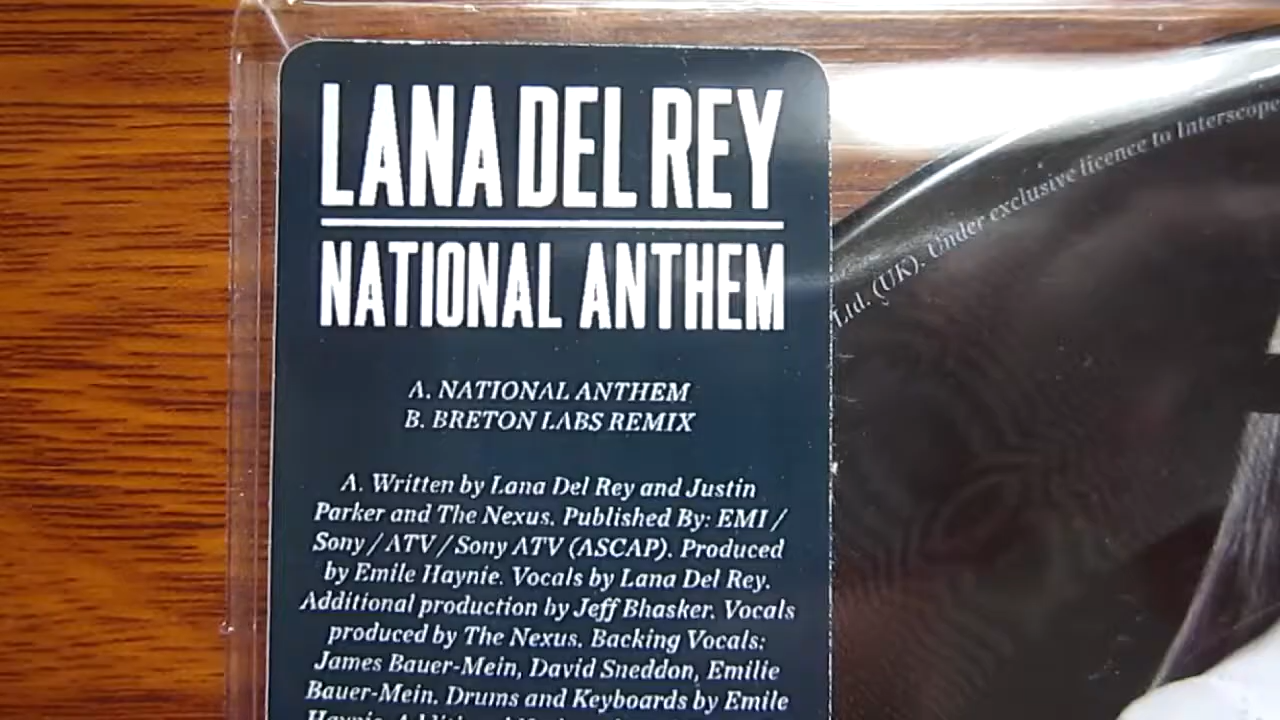 LANA DEL REY
NATIONAL ANTHEM
A. NATIONAL ANTHEM
B. BRETON LABS REMIX
A. Written by Lana Del Rey and Justin
Parker and The Nexus. Published By: EMI /
Sony / ATV / Sony ATV (ASCAP). Produced
by Emile Haynie. Vocals by Lana Del Rey.
Additional production by Jeff Bhasker. Vocals
produced by The Nexus. Backing Vocals:
James Bauer-Mein, David Sneddon, Emilie
Bauer-Mein. Drums and Keyboards by Emile
Ltd. (UK). Under exclusive licence to Interscope